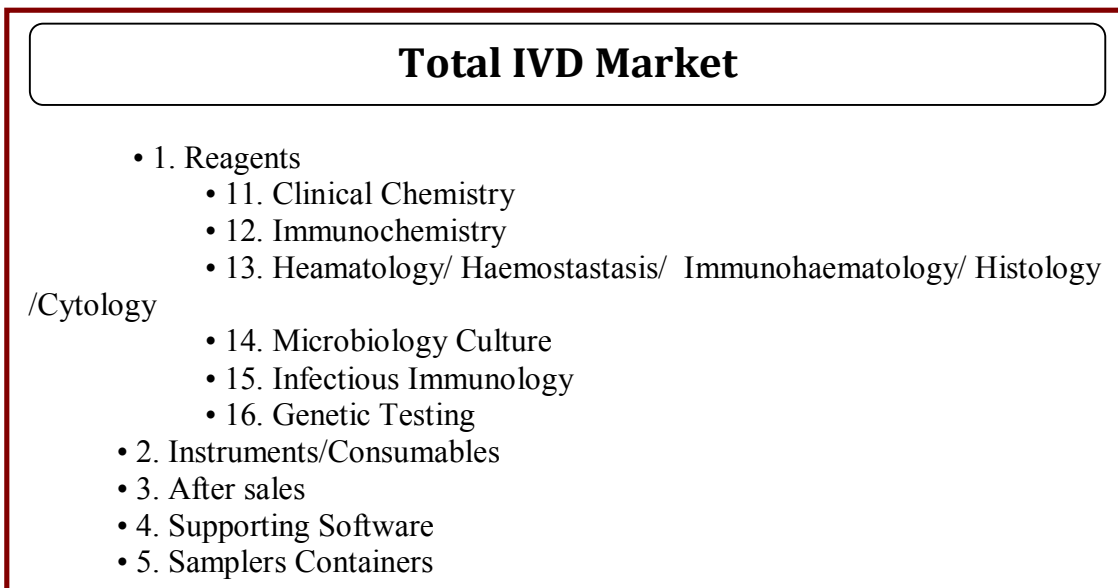 Total IVD Market
• 1. Reagents
• 11. Clinical Chemistry
• 12. Immunochemistry
• 13. Heamatology/ Haemostastasis/ Immunohaematology/ Histology
/Cytology
• 14. Microbiology Culture
• 15. Infectious Immunology
• 16. Genetic Testing
• 2. Instruments/Consumables
• 3. After sales
• 4. Supporting Software
• 5. Samplers Containers